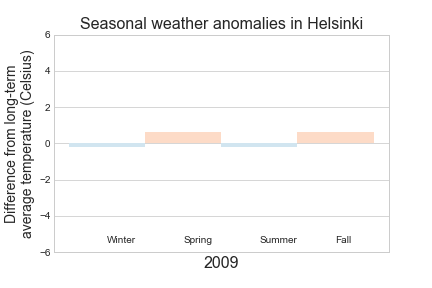 Seasonal weather anomalies in Helsinki
Difference from long-term
average temperature (Celsius)
6
4
2
0
−2
−4
−6
Winter Spring Summer Fall
2009